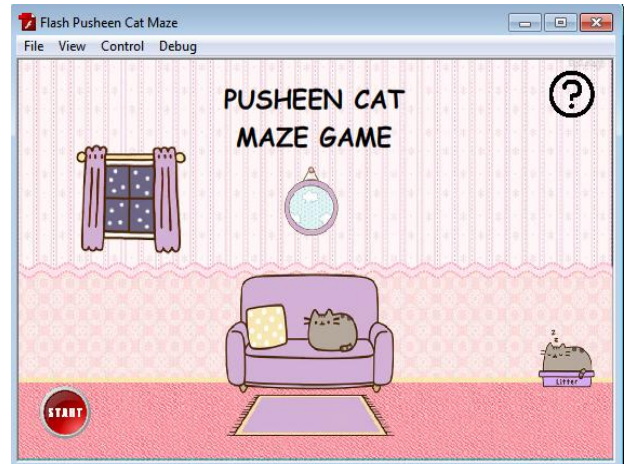 Flash Pusheen Cat Maze
File View Control Debug
PUSHEEN CAT
MAZE GAME
?
z
z
Litter
START